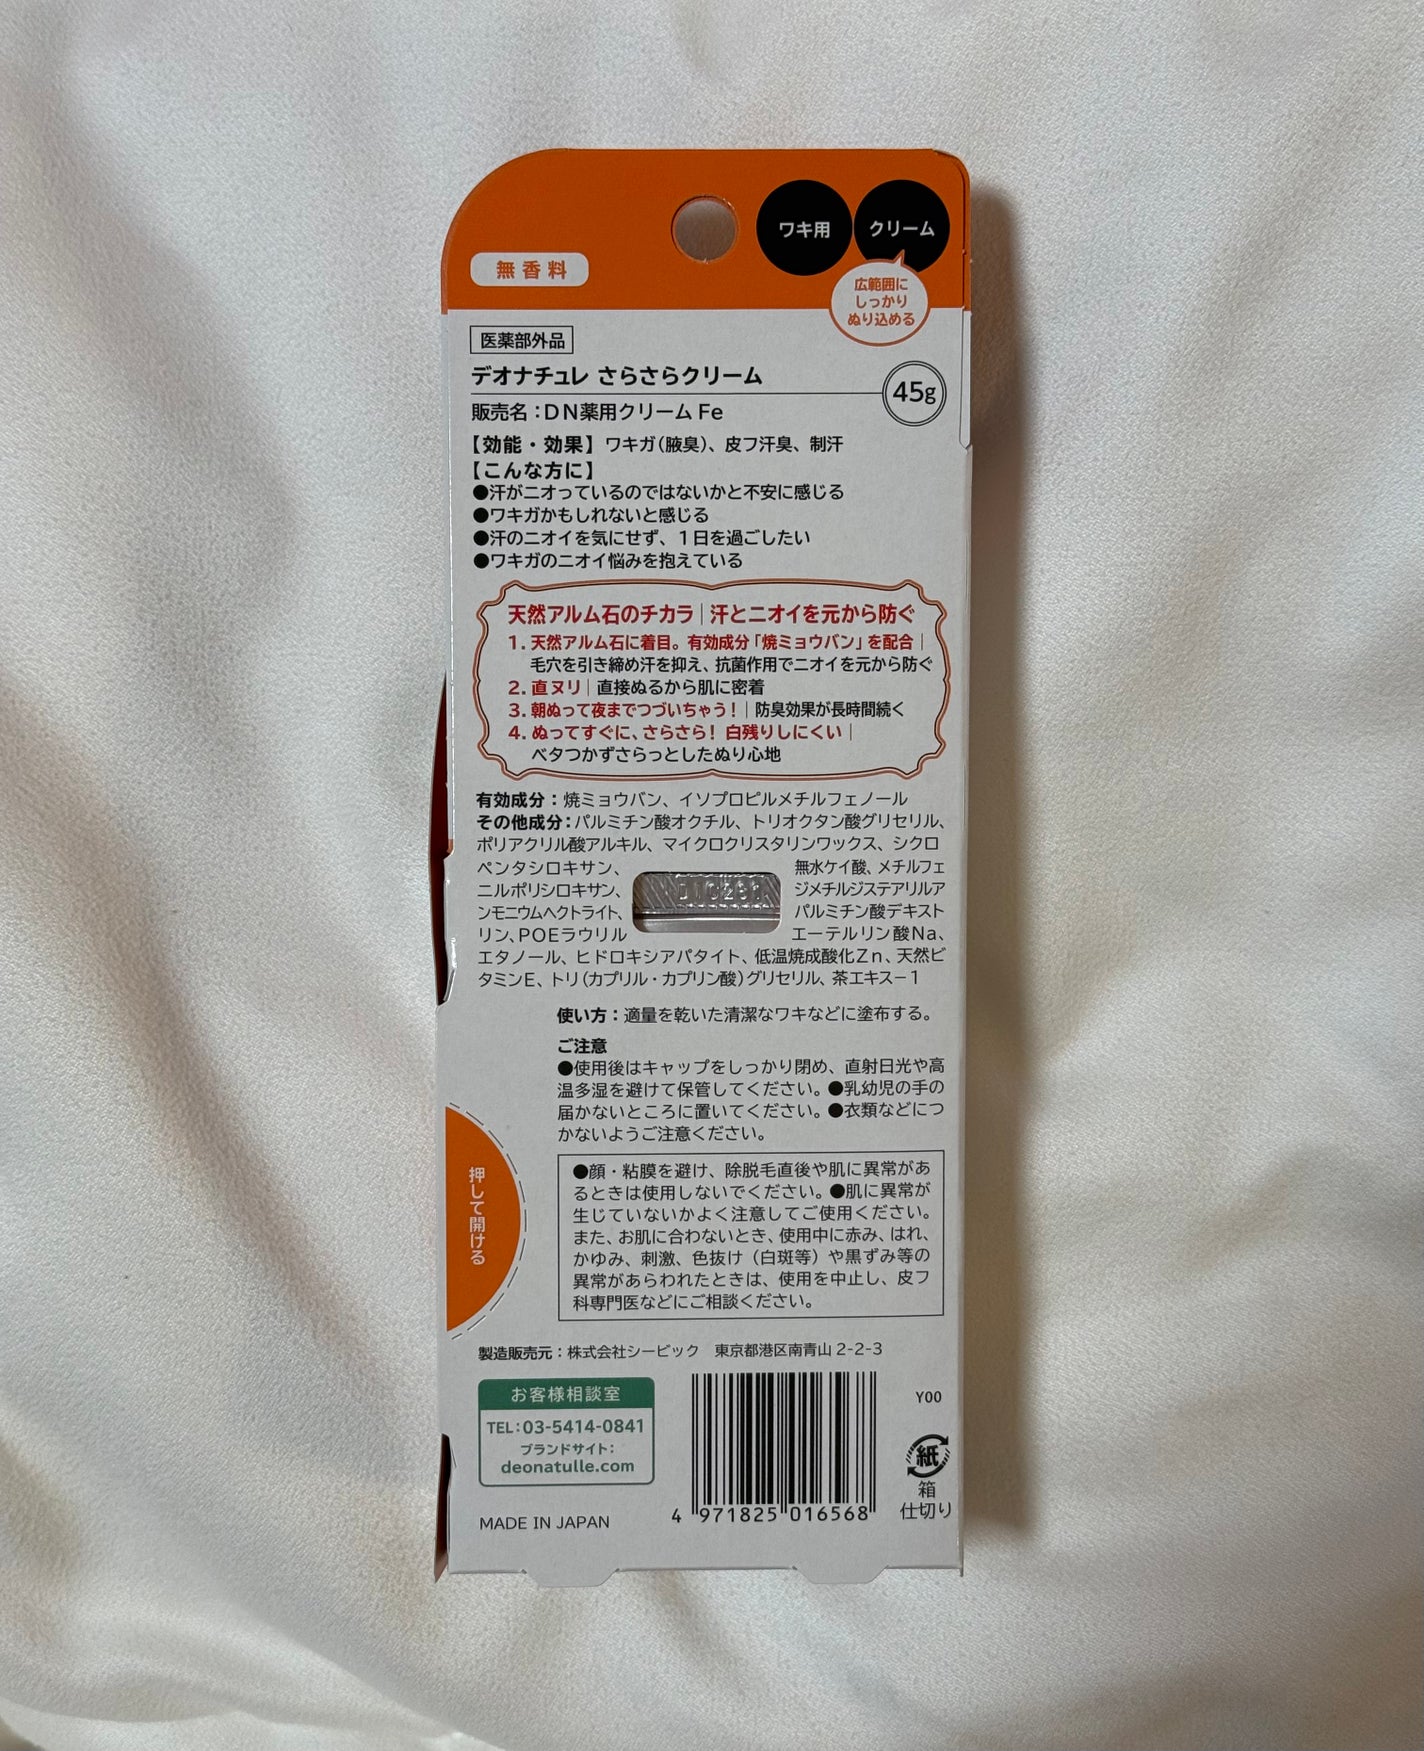 ワキ用
クリーム
無香料
広範囲に
しっかり
ぬり込める
医薬部外品
デオナチュレ さらさらクリーム
45g
販売名：DN薬用クリーム Fe
【効能・効果】ワキガ（腋臭）、皮フ汗臭、制汗
【こんな方に】
●汗がニオっているのではないかと不安に感じる
●ワキガかもしれないと感じる
●汗のニオイを気にせず、1日を過ごしたい
●ワキガのニオイ悩みを抱えている
天然アルム石のチカラ｜汗とニオイを元から防ぐ
1. 天然アルム石に着目。有効成分「焼ミョウバン」を配合｜
毛穴を引き締め汗を抑え、抗菌作用でニオイを元から防ぐ
2. 直ヌリ｜直接ぬるから肌に密着
3. 朝ぬって夜までつづいちゃう！｜防臭効果が長時間続く
4. ぬってすぐに、さらさら！ 白残りしにくい｜
ベタつかずさらっとしたぬり心地
有効成分：焼ミョウバン、イソプロピルメチルフェノール
その他成分：パルミチン酸オクチル、トリオクタン酸グリセリル、
ポリアクリル酸アルキル、マイクロクリスタリンワックス、シクロ
ペンタシロキサン、 無水ケイ酸、メチルフェ
ニルポリシロキサン、 ジメチルジステアリルア
ンモニウムヘクトライト、 パルミチン酸デキスト
リン、POEラウリル エーテルリン酸Na、
エタノール、ヒドロキシアパタイト、低温焼成酸化Zn、天然ビ
タミンE、トリ（カプリル・カプリン酸）グリセリル、茶エキス－1
使い方：適量を乾いた清潔なワキなどに塗布する。
ご注意
●使用後はキャップをしっかり閉め、直射日光や高
温多湿を避けて保管してください。●乳幼児の手の
届かないところに置いてください。●衣類などにつ
かないようご注意ください。
●顔・粘膜を避け、除脱毛直後や肌に異常があ
るときは使用しないでください。●肌に異常が
生じていないかよく注意してご使用ください。
また、お肌に合わないとき、使用中に赤み、はれ、
かゆみ、刺激、色抜け（白斑等）や黒ずみ等の
異常があらわれたときは、使用を中止し、皮フ
科専門医などにご相談ください。
押して開ける
製造販売元：株式会社シービック 東京都港区南青山 2-2-3
お客様相談室
TEL：03-5414-0841
ブランドサイト：
deonatulle.com
MADE IN JAPAN
4 971825 016568
Y00
紙
箱
仕切り